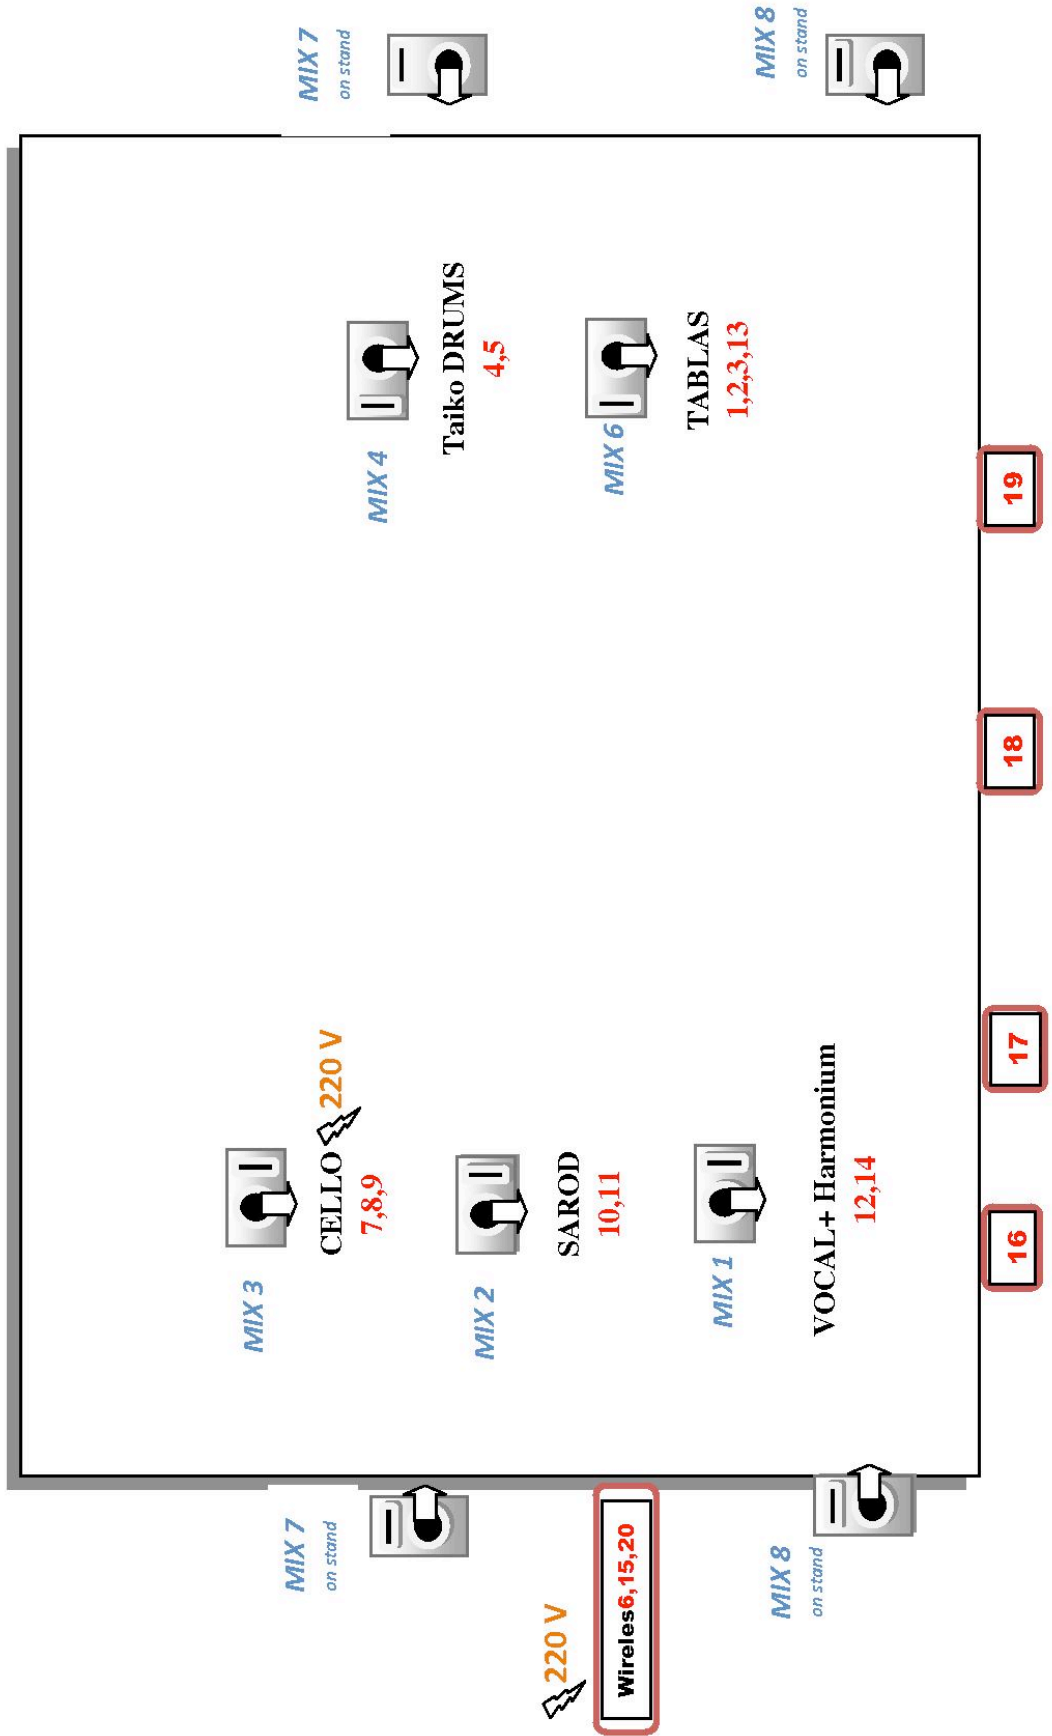 MIX 7
on stand
MIX 3
CELLO
220 V
7,8,9
MIX 4
Taiko DRUMS
4,5
MIX 7
on stand
220 V
Wireles6,15,20
MIX 2
SAROD
10,11
MIX 6
TABLAS
1,2,3,13
MIX 8
on stand
MIX 1
VOCAL+ Harmonium
12,14
MIX 8
on stand
16
17
18
19